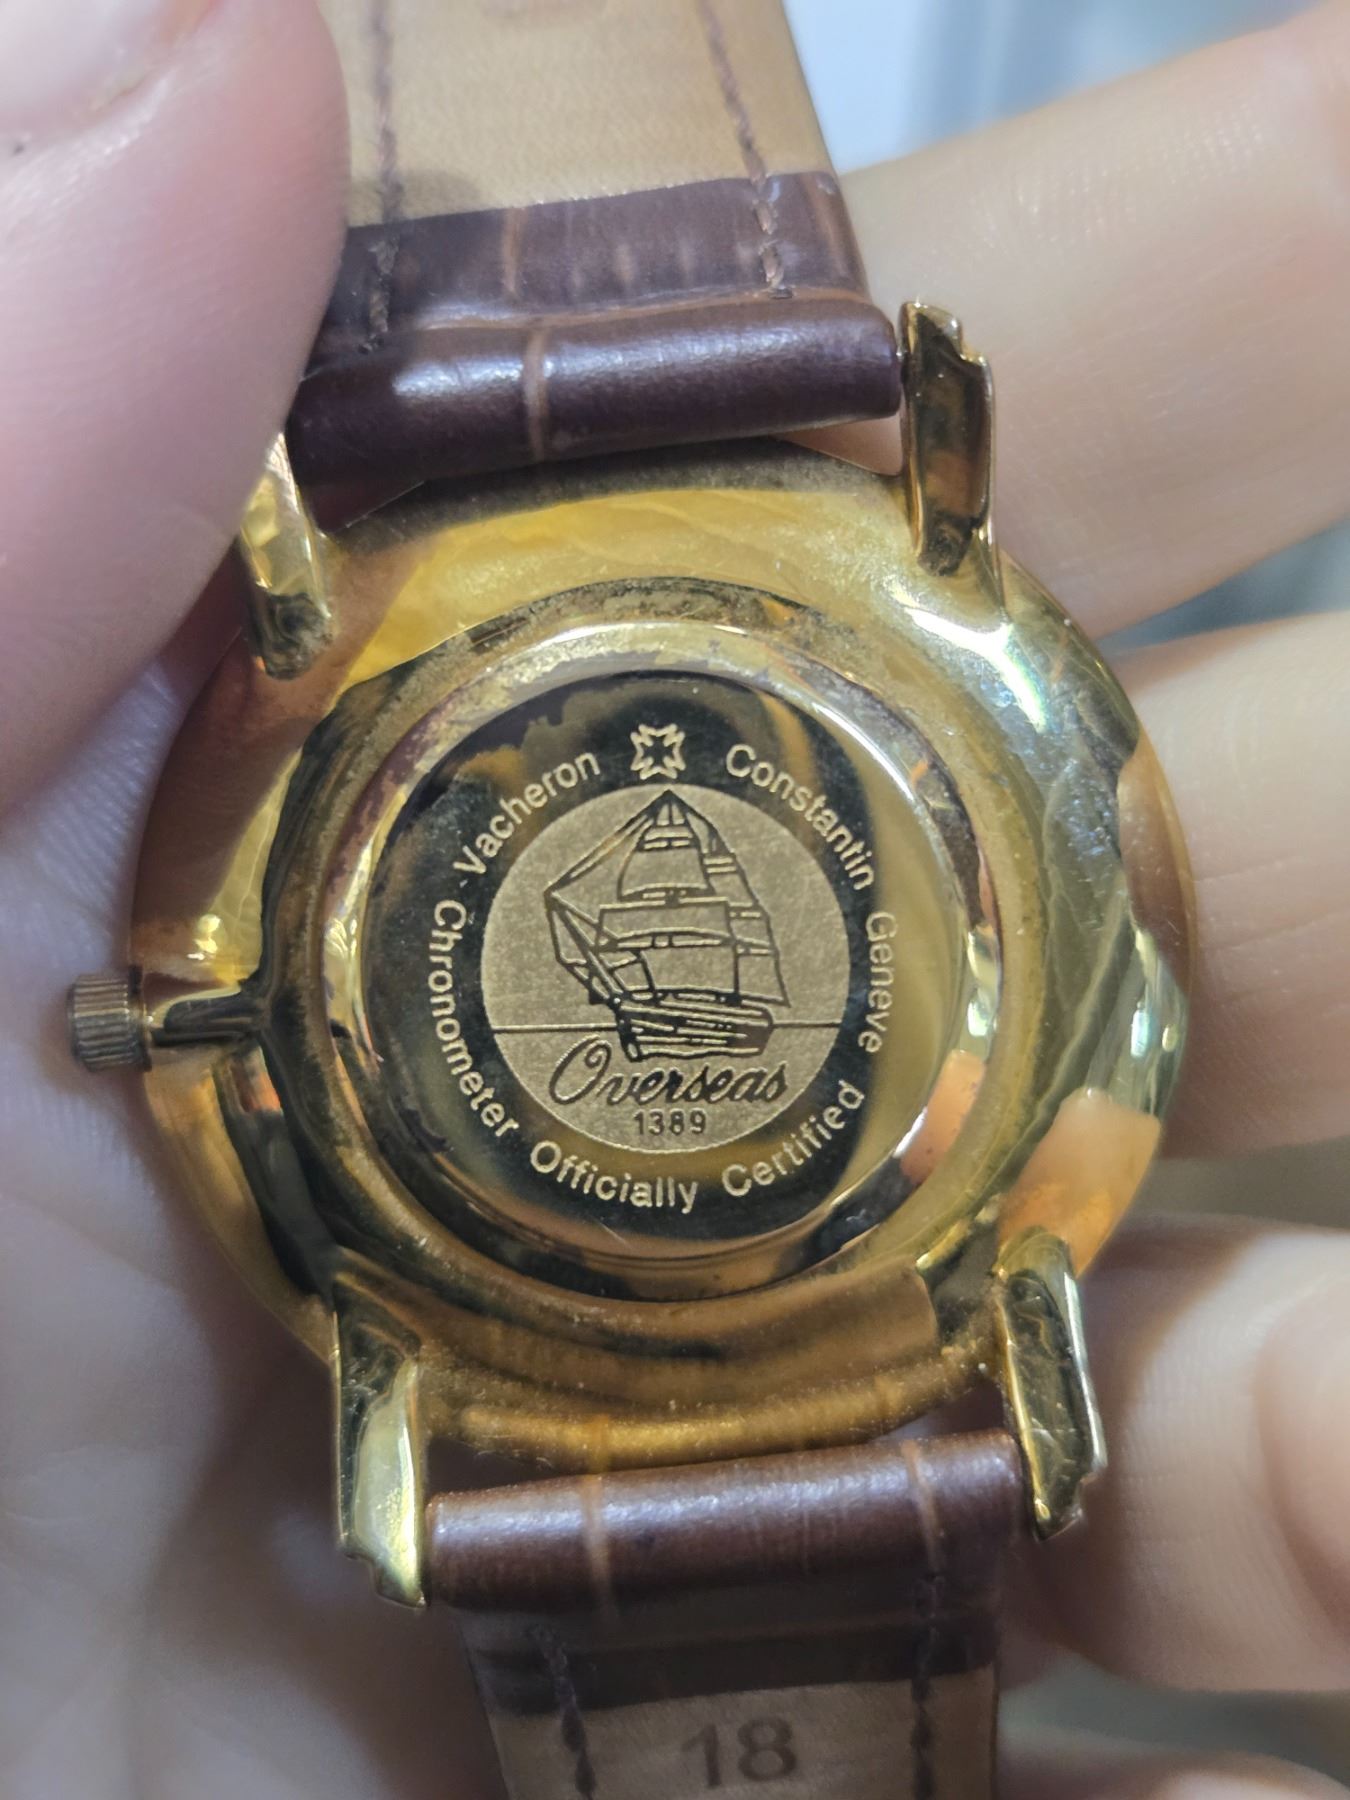 Vacheron Constantin Geneve
Chronometer Officially Certified
Overseas
1389
18